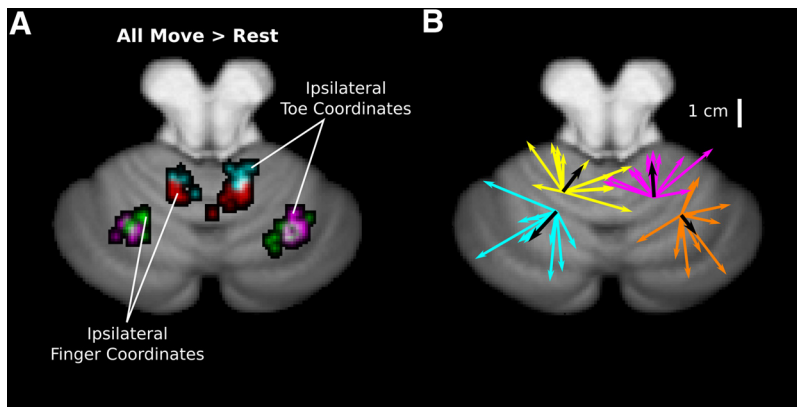 A
B
All Move > Rest
Ipsilateral
Toe Coordinates
1 cm
Ipsilateral
Finger Coordinates